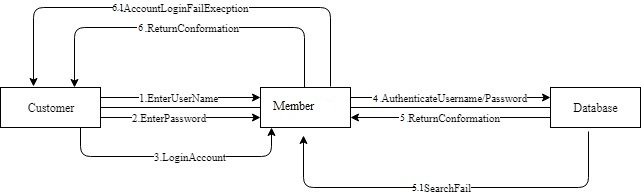 6.1AccountLoginFailExecption
6.ReturnConformation
1.EnterUserName
4.AuthenticateUsername/Password
Customer
Member
Database
2.EnterPassword
5.ReturnConformation
3.LoginAccount
5.1SearchFail